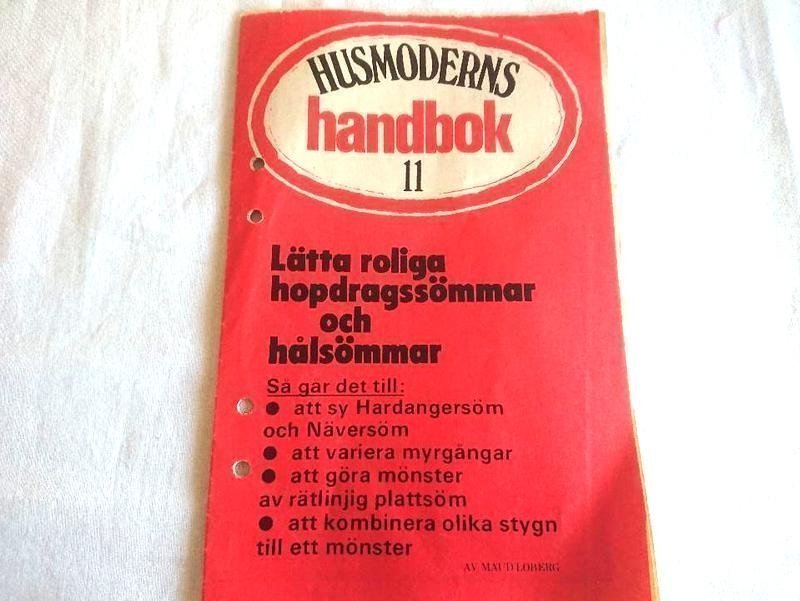 HUSMODERNS
handbok
11
Lätta roliga
hopdragssömmar
och
hålsömmar
Så går det till:
● att sy Hardangersöm
och Näversöm
● att variera myrgångar
● att göra mönster
av rätlinjig plattsöm
● att kombinera olika stygn
till ett mönster
AV MAUD LOBERG